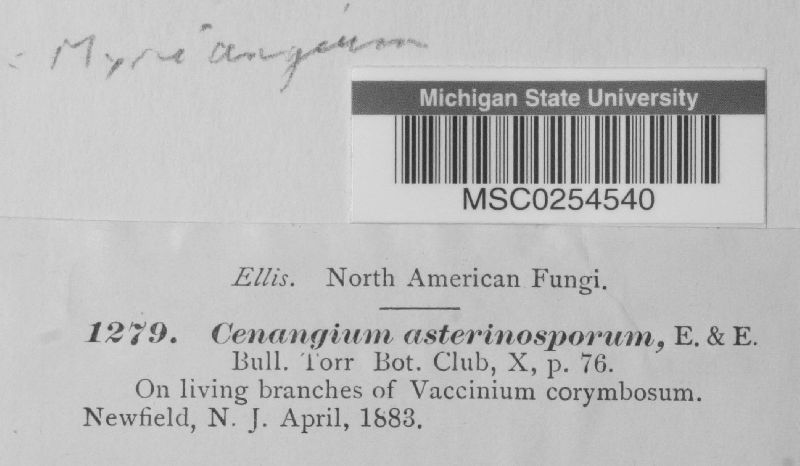 Myriangium
Michigan State University
MSC0254540
Ellis. North American Fungi.
1279. Cenangium asterinosporum, E. & E.
Bull. Torr Bot. Club, X, p. 76.
On living branches of Vaccinium corymbosum.
Newfield, N. J. April, 1883.